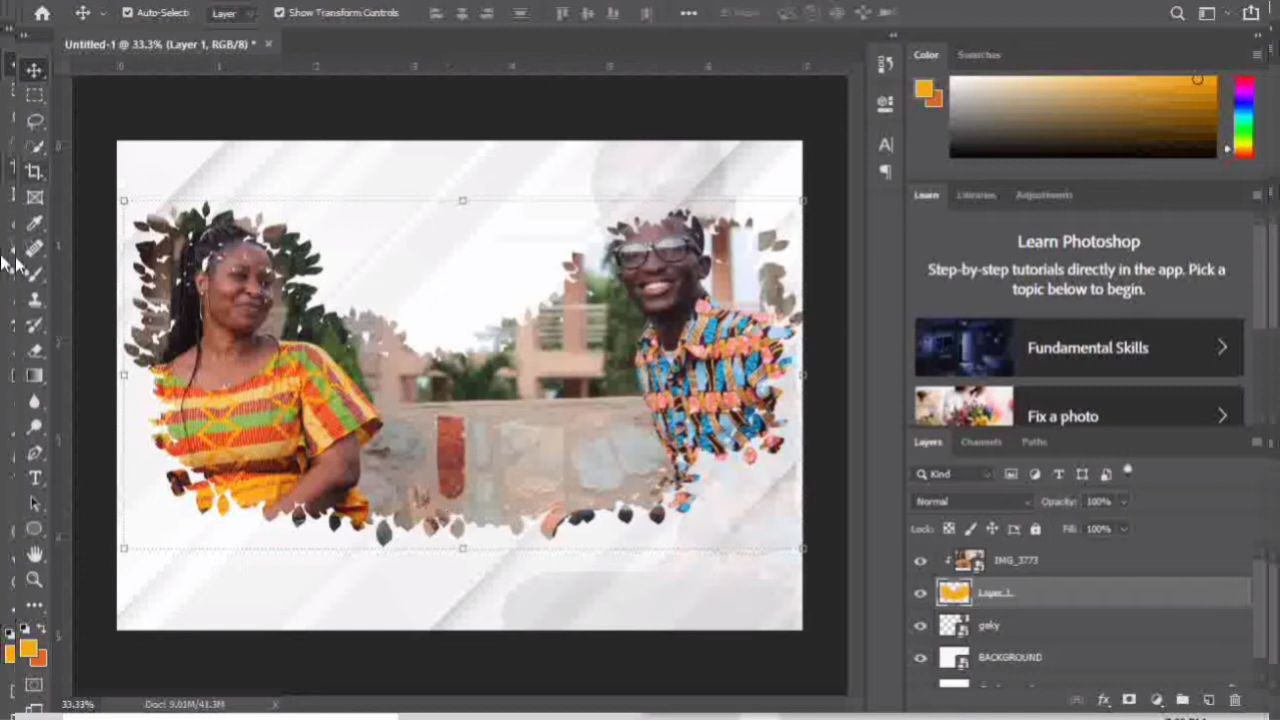 Auto-Select:
Layer
Show Transform Controls
Untitled-1 @ 33.3% (Layer 1, RGB/8) *
Color
Swatches
Learn
Libraries
Adjustments
Learn Photoshop
Step-by-step tutorials directly in the app. Pick a
topic below to begin.
Fundamental Skills
Fix a photo
Layers
Channels
Paths
Kind
Normal
Opacity: 100%
Lock:
Fill: 100%
IMG_3773
Layer 1
goky
BACKGROUND
33.33%
Doc: 9.01M/41.3M